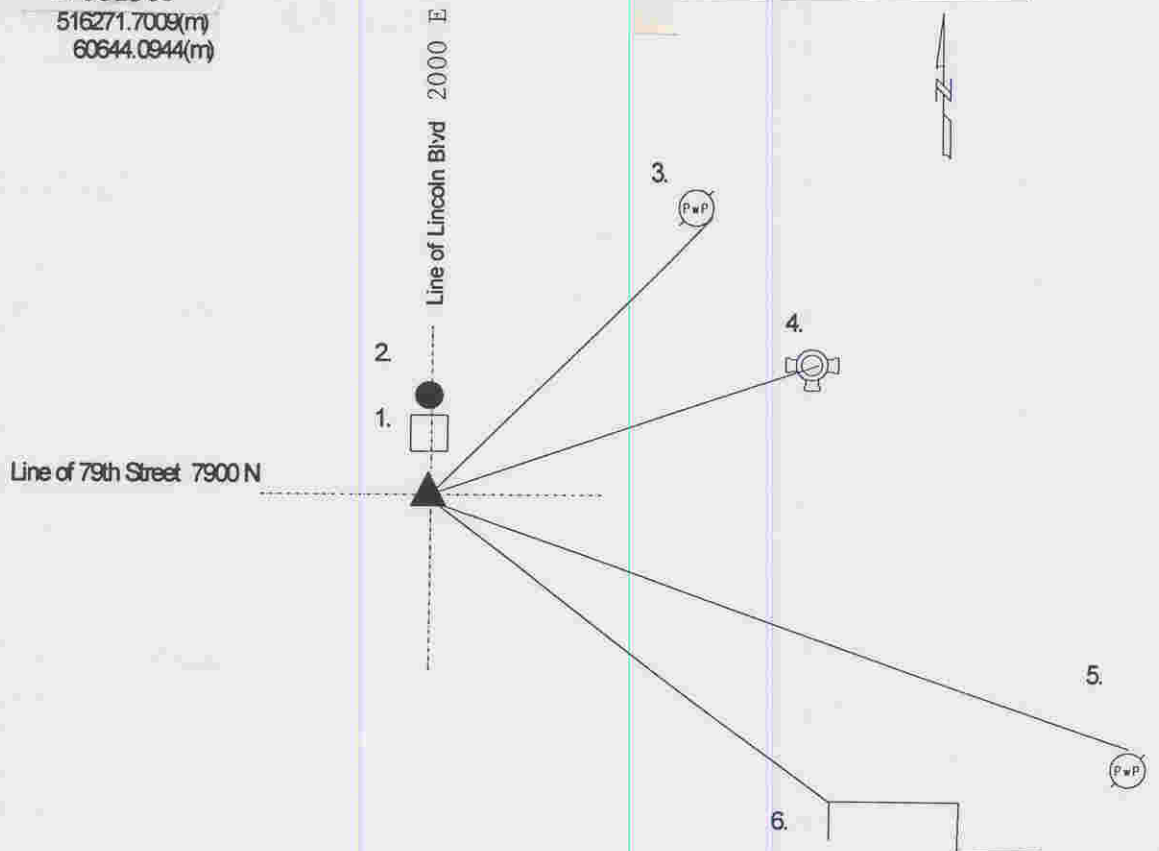 516271.7009(m)
60644.0944(m)
Line of Lincoln Blvd 2000 E
N
3.
PwP
4.
2.
1.
Line of 79th Street 7900 N
5.
PwP
6.